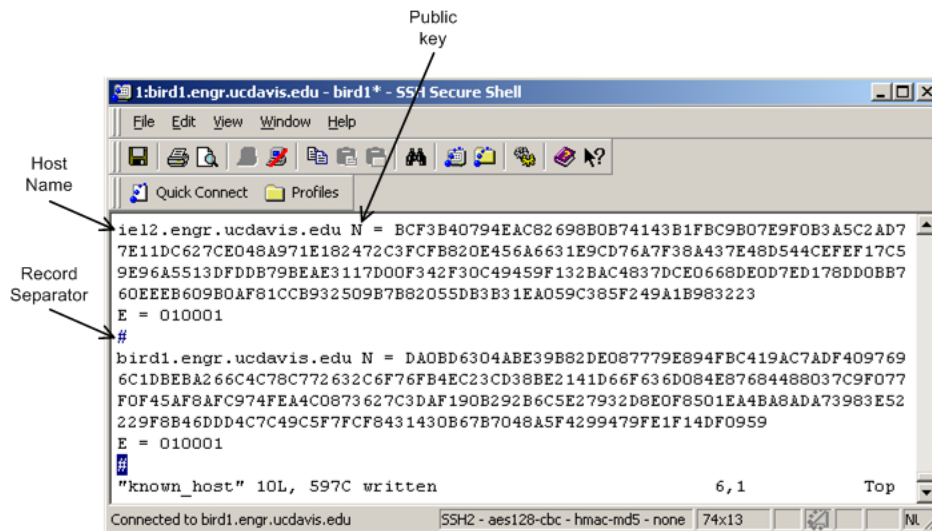 Public
key
1:bird1.engr.ucdavis.edu - bird1* - SSH Secure Shell
File Edit View Window Help
Host
Name
Quick Connect Profiles
ie12.engr.ucdavis.edu N = BCF3B40794EAC82698B0B74143B1FBC9B07E9F0B3A5C2AD7
7E11DC627CE048A971E182472C3FCFB820E456A6631E9CD76A7F38A437E48D544CEFEF17C5
9E96A5513DFDDB79BEAE3117D00F342F30C49459F132BAC4837DCE0668DE0D7ED178DD0BB7
60EEEB609B0AF81CCB932509B7B82055DB3B31EA059C385F249A1B983223
E = 010001
Record
Separator
#
bird1.engr.ucdavis.edu N = DA0BD6304ABE39B82DE087779E894FBC419AC7ADF409769
6C1DBEBA266C4C78C772632C6F76FB4EC23CD38BE2141D66F636D084E87684488037C9F077
F0F45AF8AFC974FEA4C0873627C3DAF190B292B6C5E27932D8E0F8501EA4BA8ADA73983E52
229F8B46DDD4C7C49C5F7FCF8431430B67B7048A5F4299479FE1F14DF0959
E = 010001
#
"known_host" 10L, 597C written 6,1 Top
Connected to bird1.engr.ucdavis.edu SSH2 - aes128-cbc - hmac-md5 - none 74x13